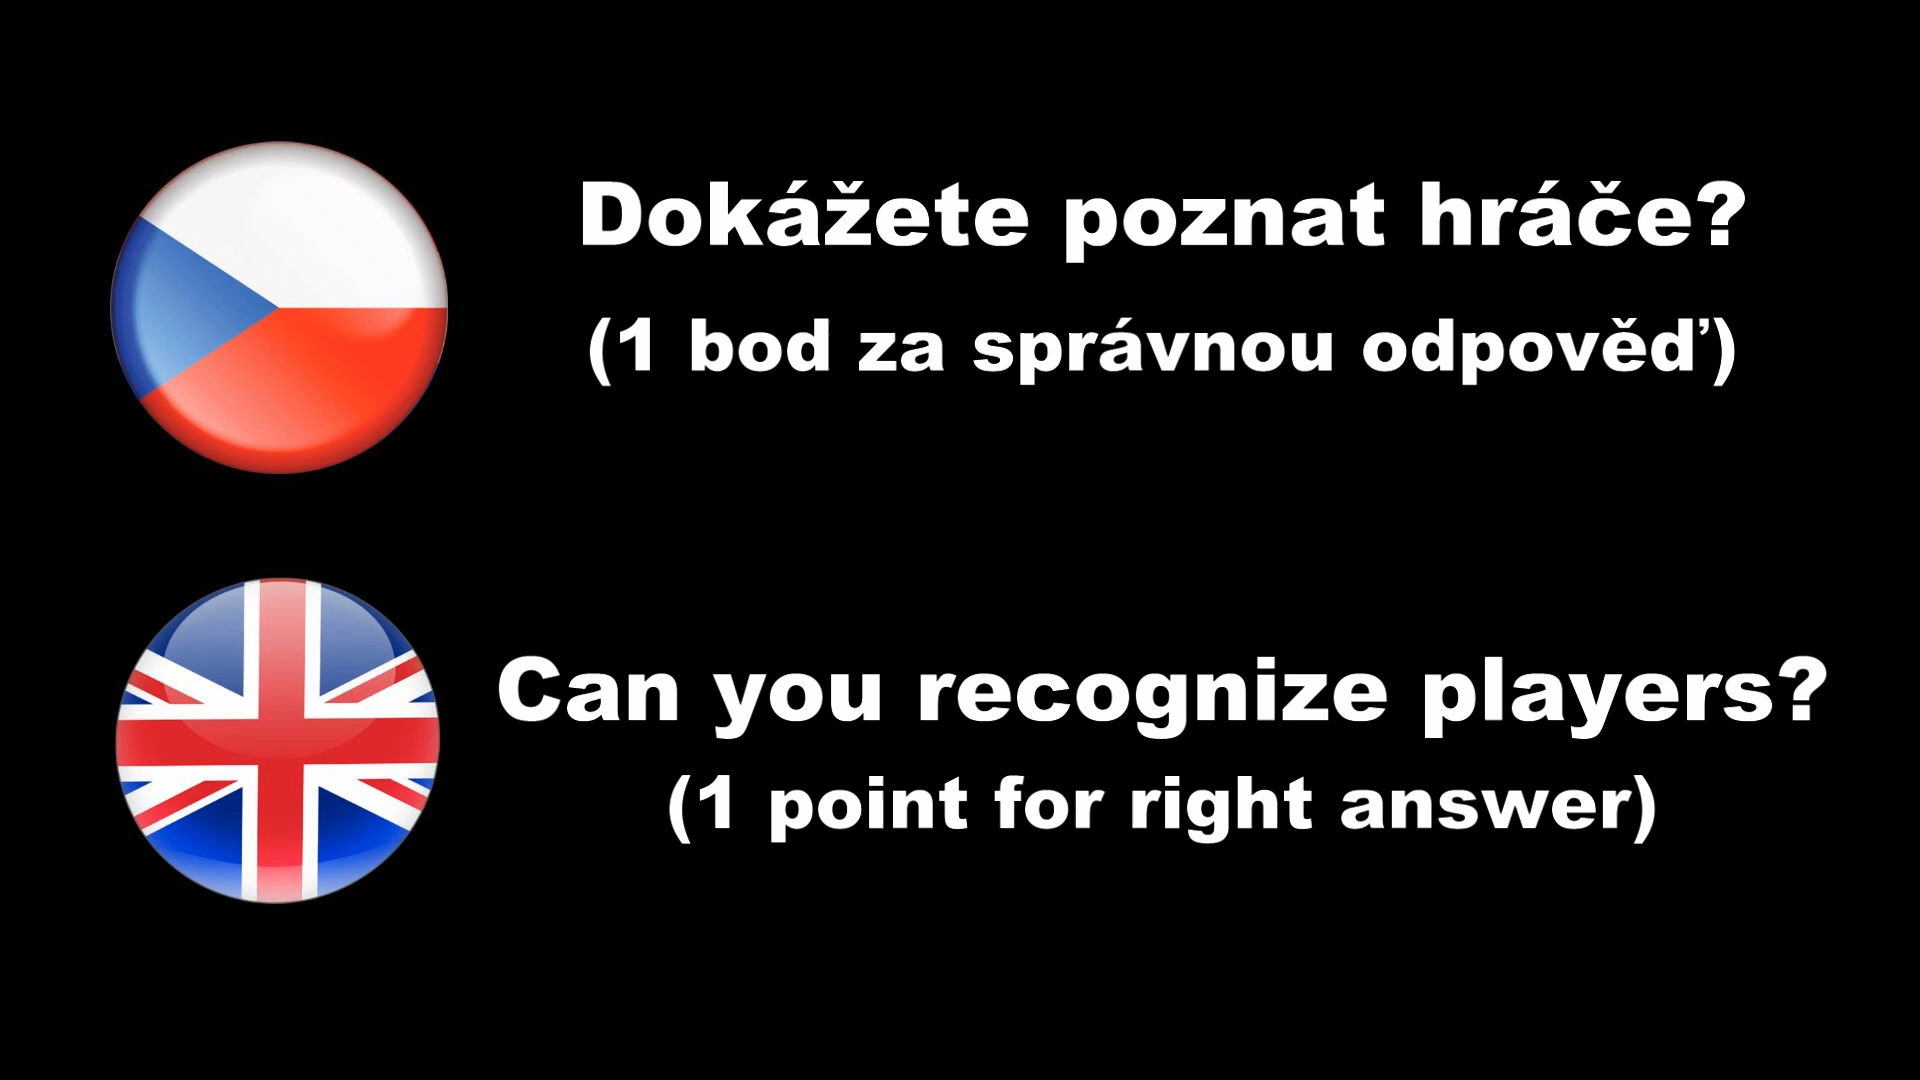 Dokážete poznat hráče?
(1 bod za správnou odpověď)
Can you recognize players?
(1 point for right answer)